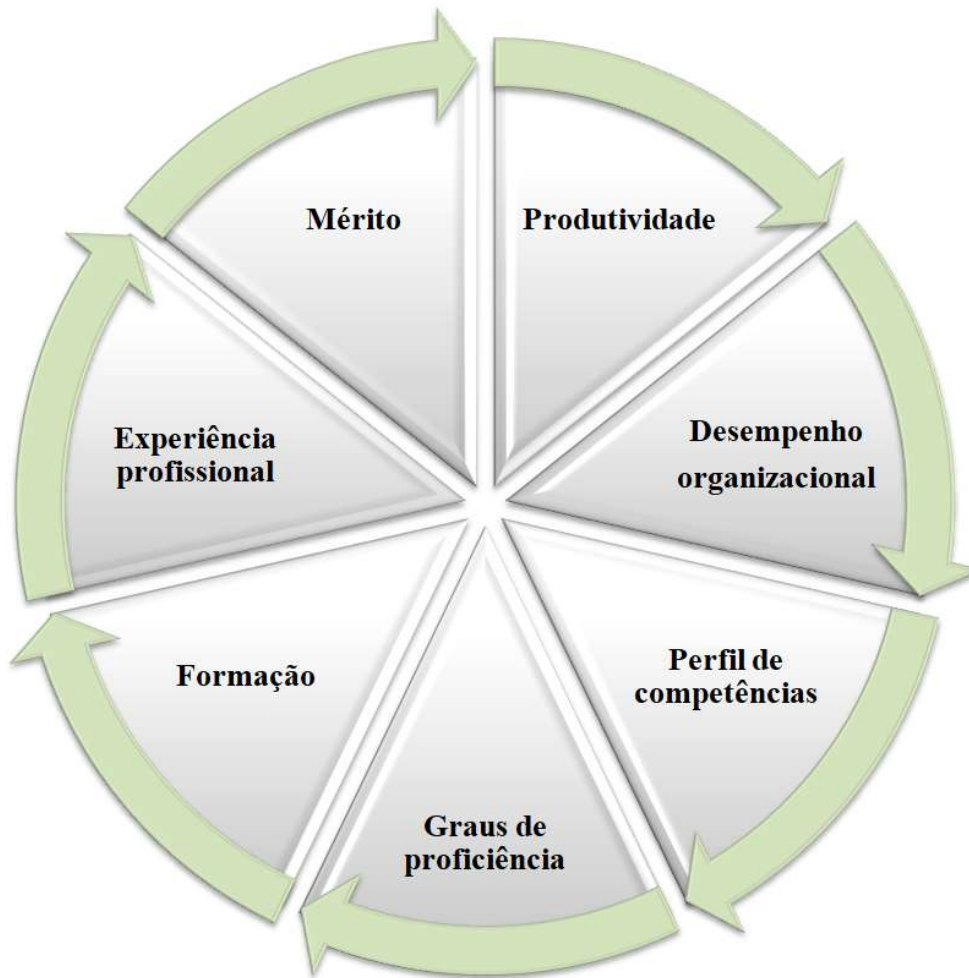 Mérito
Produtividade
Desempenho
organizacional
Perfil de
competências
Graus de
proficiência
Formação
Experiência
profissional